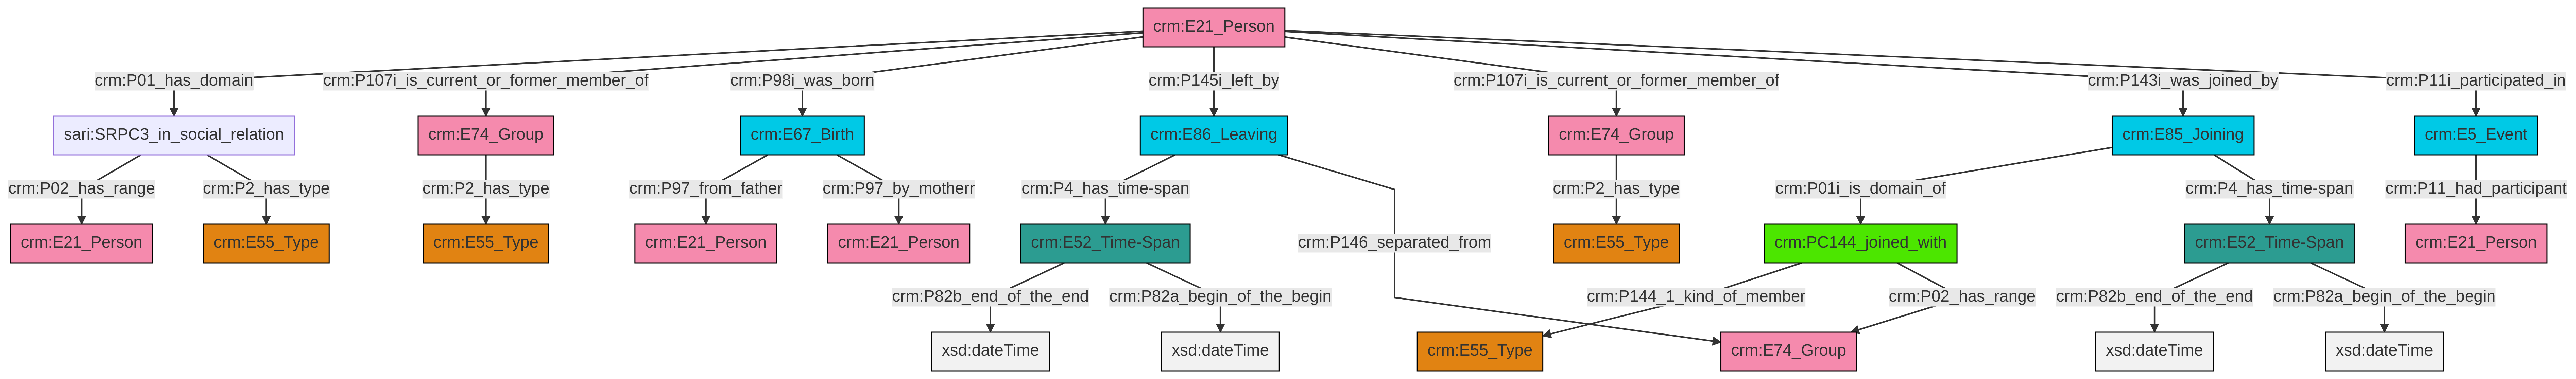 crm:E21_Person
crm:P01_has_domain
crm:P107i_is_current_or_former_member_of
crm:P98i_was_born
crm:P145i_left_by
crm:P107i_is_current_or_former_member_of
crm:P143i_was_joined_by
crm:P11i_participated_in
sari:SRPC3_in_social_relation
crm:E74_Group
crm:E67_Birth
crm:E86_Leaving
crm:E74_Group
crm:E85_Joining
crm:E5_Event
crm:P02_has_range
crm:P2_has_type
crm:P2_has_type
crm:P97_from_father
crm:P97_by_motherr
crm:P4_has_time-span
crm:P2_has_type
crm:P01i_is_domain_of
crm:P4_has_time-span
crm:P11_had_participant
crm:E21_Person
crm:E55_Type
crm:E55_Type
crm:E21_Person
crm:E21_Person
crm:E52_Time-Span
crm:P146_separated_from
crm:E55_Type
crm:PC144_joined_with
crm:E52_Time-Span
crm:E21_Person
crm:P82b_end_of_the_end
crm:P82a_begin_of_the_begin
crm:P144_1_kind_of_member
crm:P02_has_range
crm:P82b_end_of_the_end
crm:P82a_begin_of_the_begin
xsd:dateTime
xsd:dateTime
crm:E55_Type
crm:E74_Group
xsd:dateTime
xsd:dateTime